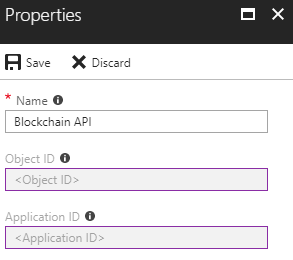 Properties
Save Discard
* Name
Blockchain API
Object ID
<Object ID>
Application ID
<Application ID>